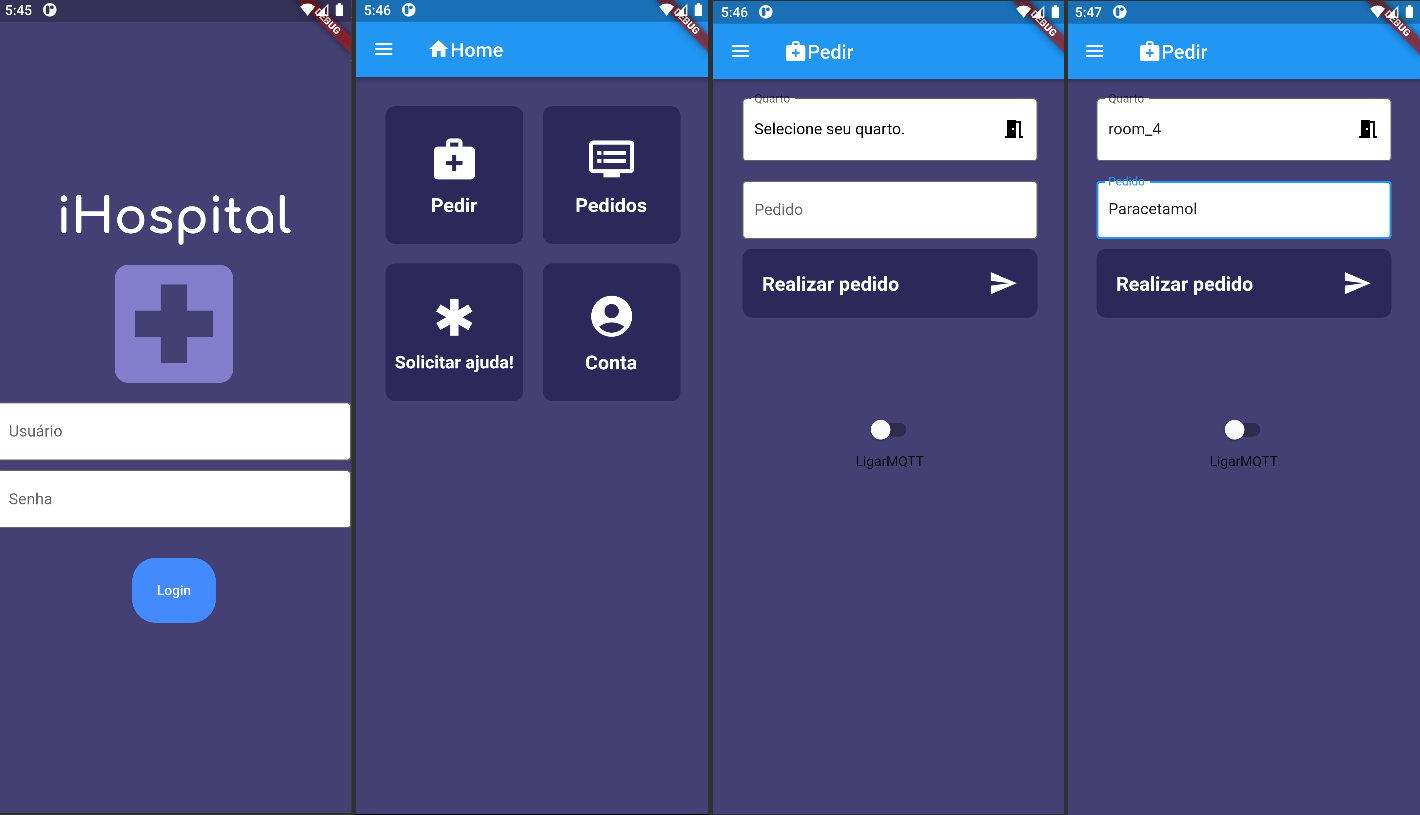 5:45
DEBUG
iHospital
Usuário
Senha
Login
5:46
DEBUG
Home
Pedir
Pedidos
Solicitar ajuda!
Conta
5:46
DEBUG
Pedir
Quarto
Selecione seu quarto.
Pedido
Realizar pedido
LigarMQTT
5:47
DEBUG
Pedir
Quarto
room_4
Pedido
Paracetamol
Realizar pedido
LigarMQTT